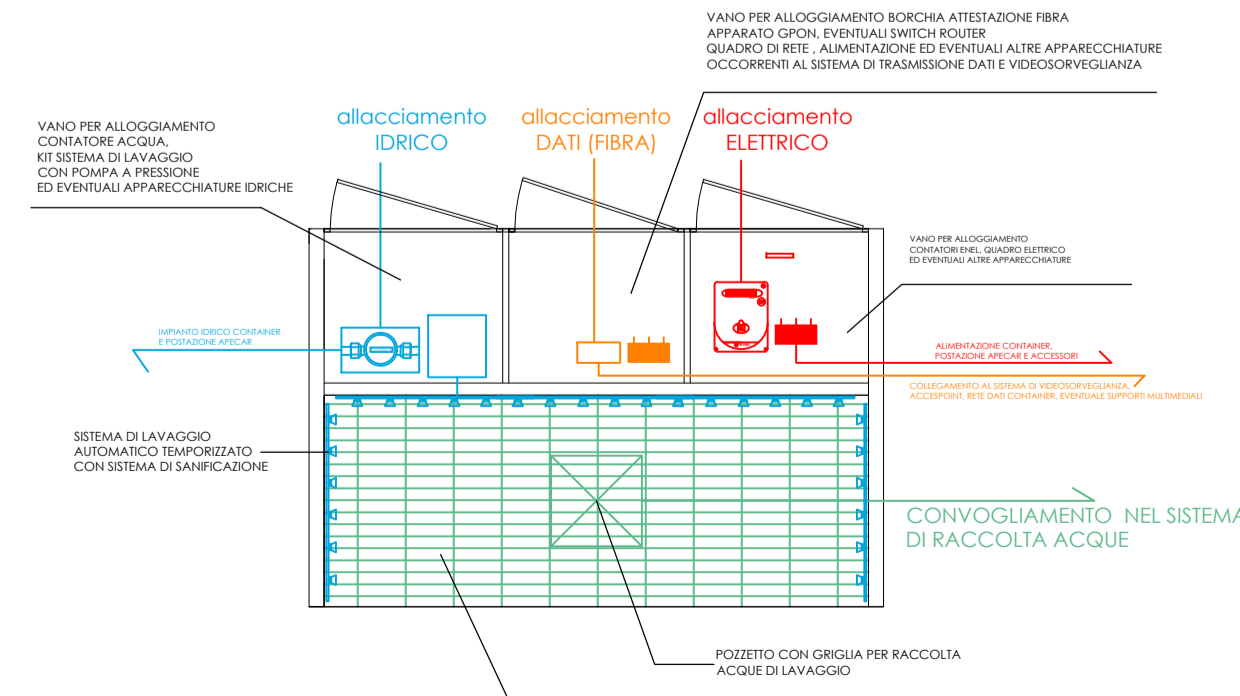 VANO PER ALLOGGIAMENTO BORCHIA ATTESTAZIONE FIBRA
APPARATO GPON, EVENTUALI SWITCH ROUTER
QUADRO DI RETE , ALIMENTAZIONE ED EVENTUALI ALTRE APPARECCHIATURE
OCCORRENTI AL SISTEMA DI TRASMISSIONE DATI E VIDEOSORVEGLIANZA
VANO PER ALLOGGIAMENTO
CONTATORE ACQUA,
KIT SISTEMA DI LAVAGGIO
CON POMPA A PRESSIONE
ED EVENTUALI APPARECCHIATURE IDRICHE
allacciamento
IDRICO
allacciamento
DATI (FIBRA)
allacciamento
ELETTRICO
VANO PER ALLOGGIAMENTO
CONTATORI ENEL, QUADRO ELETTRICO
ED EVENTUALI ALTRE APPARECCHIATURE
IMPIANTO IDRICO CONTAINER
E POSTAZIONE APECAR
ALIMENTAZIONE CONTAINER,
POSTAZIONE APECAR E ACCESSORI
COLLEGAMENTO AL SISTEMA DI VIDEOSORVEGLIANZA,
ACCESPOINT, RETE DATI CONTAINER, EVENTUALE SUPPORTI MULTIMEDIALI
SISTEMA DI LAVAGGIO
AUTOMATICO TEMPORIZZATO
CON SISTEMA DI SANIFICAZIONE
CONVOGLIAMENTO NEL SISTEMA
DI RACCOLTA ACQUE
POZZETTO CON GRIGLIA PER RACCOLTA
ACQUE DI LAVAGGIO